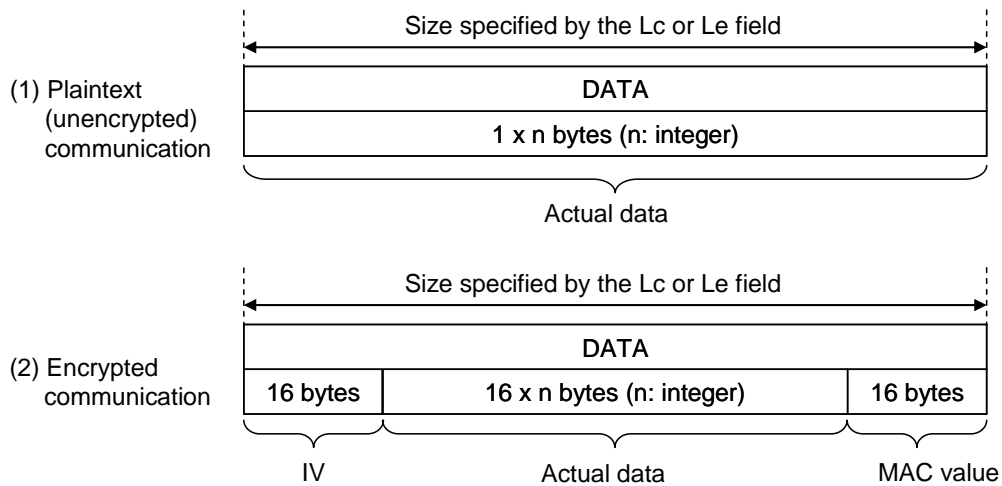 Size specified by the Lc or Le field
(1) Plaintext
(unencrypted)
communication
DATA
1 x n bytes (n: integer)
Actual data
Size specified by the Lc or Le field
(2) Encrypted
communication
DATA
16 bytes
16 x n bytes (n: integer)
16 bytes
IV
Actual data
MAC value